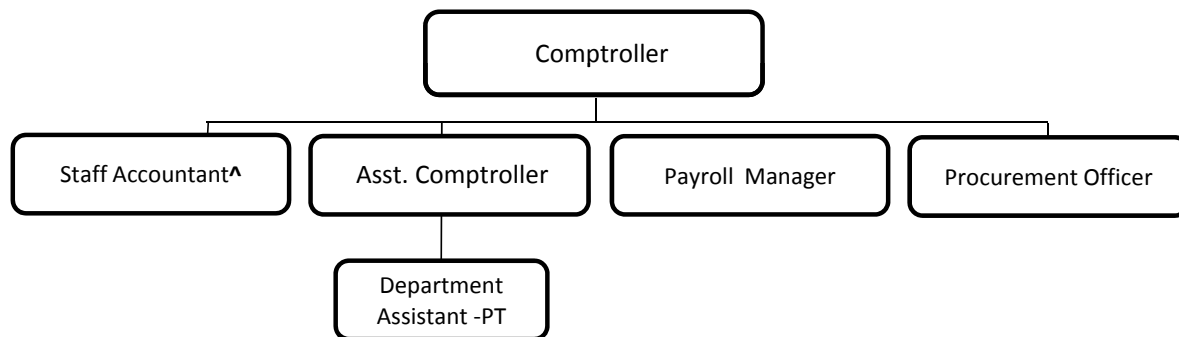 Comptroller
Staff Accountant^
Asst. Comptroller
Payroll Manager
Procurement Officer
Department
Assistant -PT